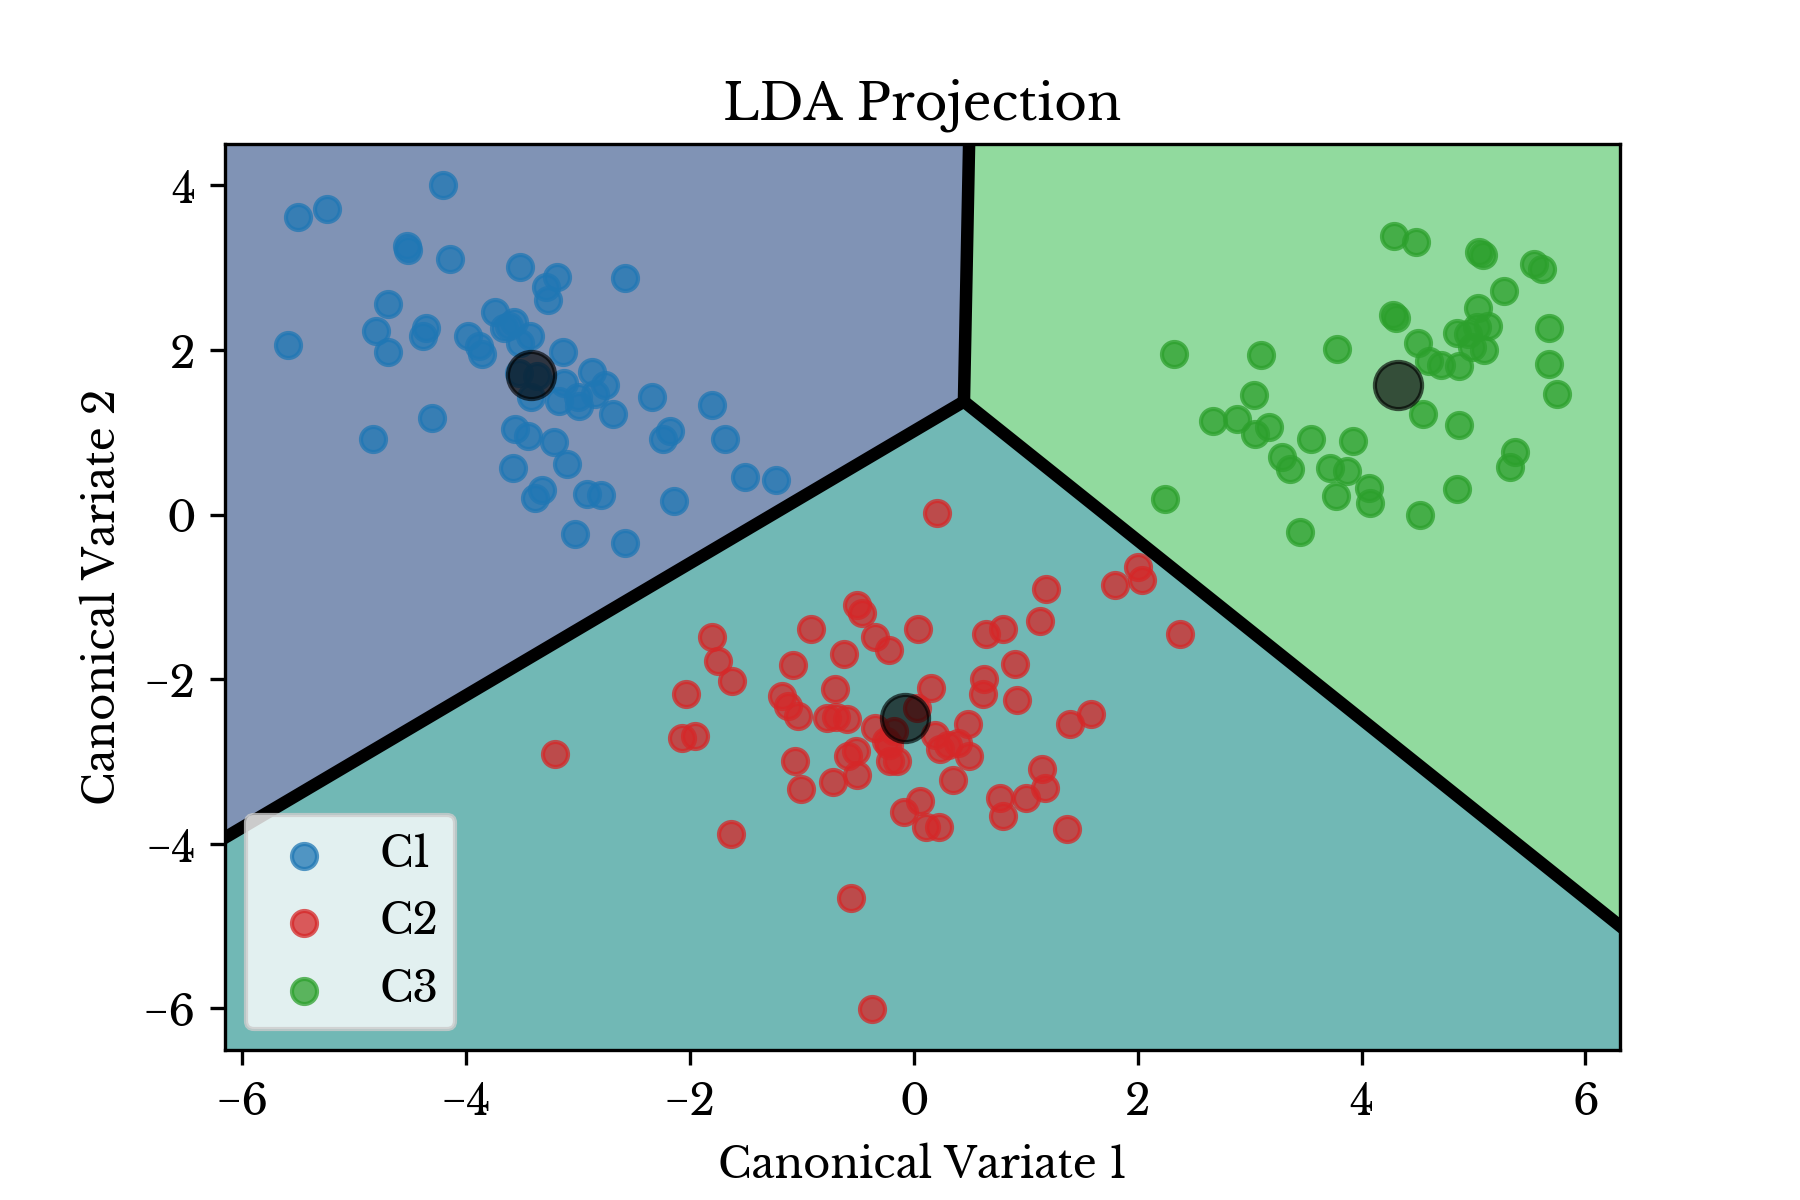 LDA Projection
Canonical Variate 2
4
2
0
−2
−4
−6
C1
C2
C3
−6 −4 −2 0 2 4 6
Canonical Variate 1